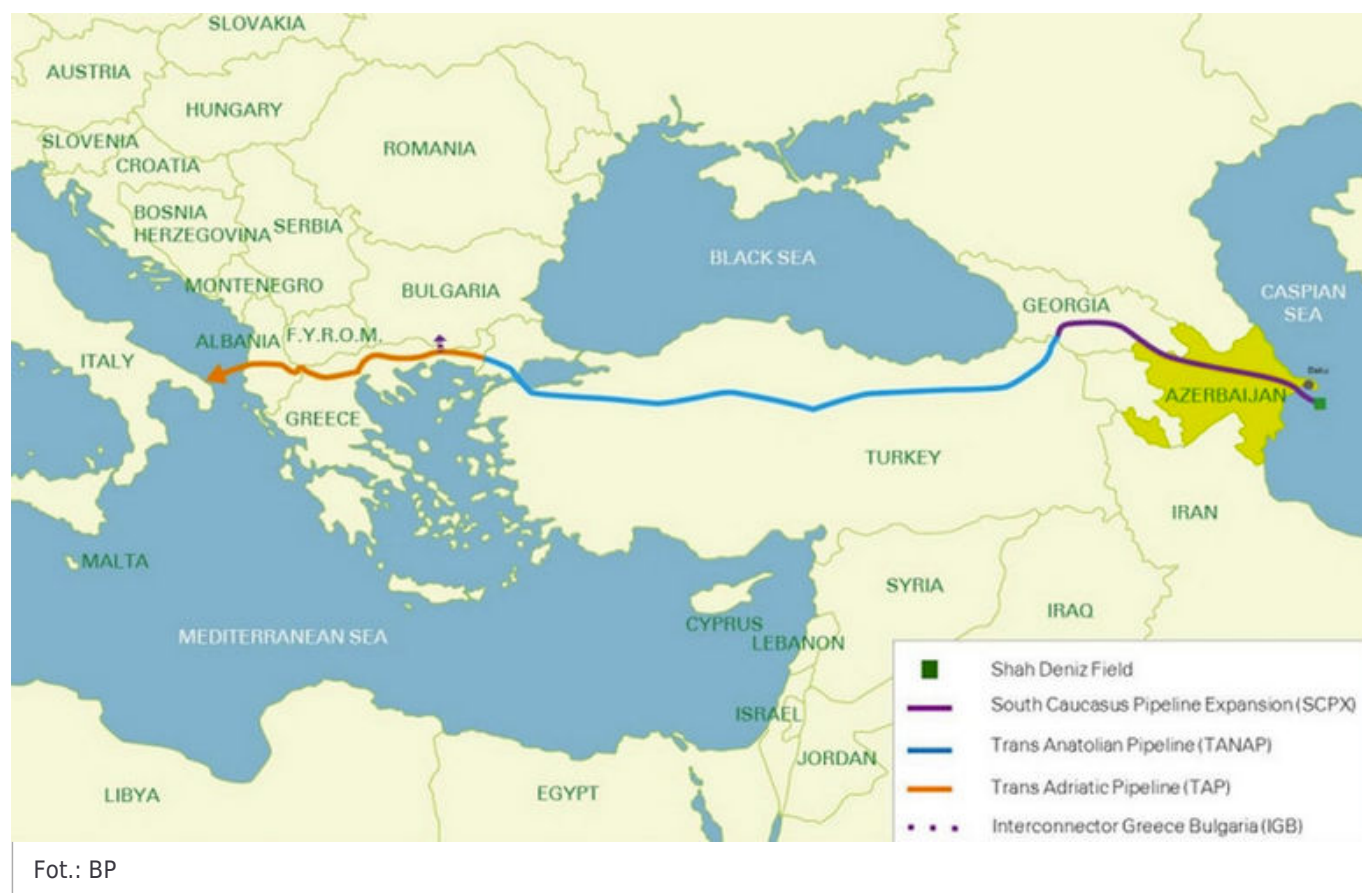 SLOVAKIA
AUSTRIA
HUNGARY
SLOVENIA
ROMANIA
CROATIA
BOSNIA
HERZEGOVINA
SERBIA
BLACK SEA
MONTENEGRO
BULGARIA
CASPIAN
SEA
GEORGIA
ALBANIA
F.Y.R.O.M.
ITALY
Baku
AZERBAIJAN
GREECE
TURKEY
IRAN
MALTA
SYRIA
IRAQ
CYPRUS
MEDITERRANEAN SEA
LEBANON
ISRAEL
JORDAN
LIBYA
EGYPT
Shah Deniz Field
South Caucasus Pipeline Expansion (SCPX)
Trans Anatolian Pipeline (TANAP)
Trans Adriatic Pipeline (TAP)
Interconnector Greece Bulgaria (IGB)
Fot.: BP